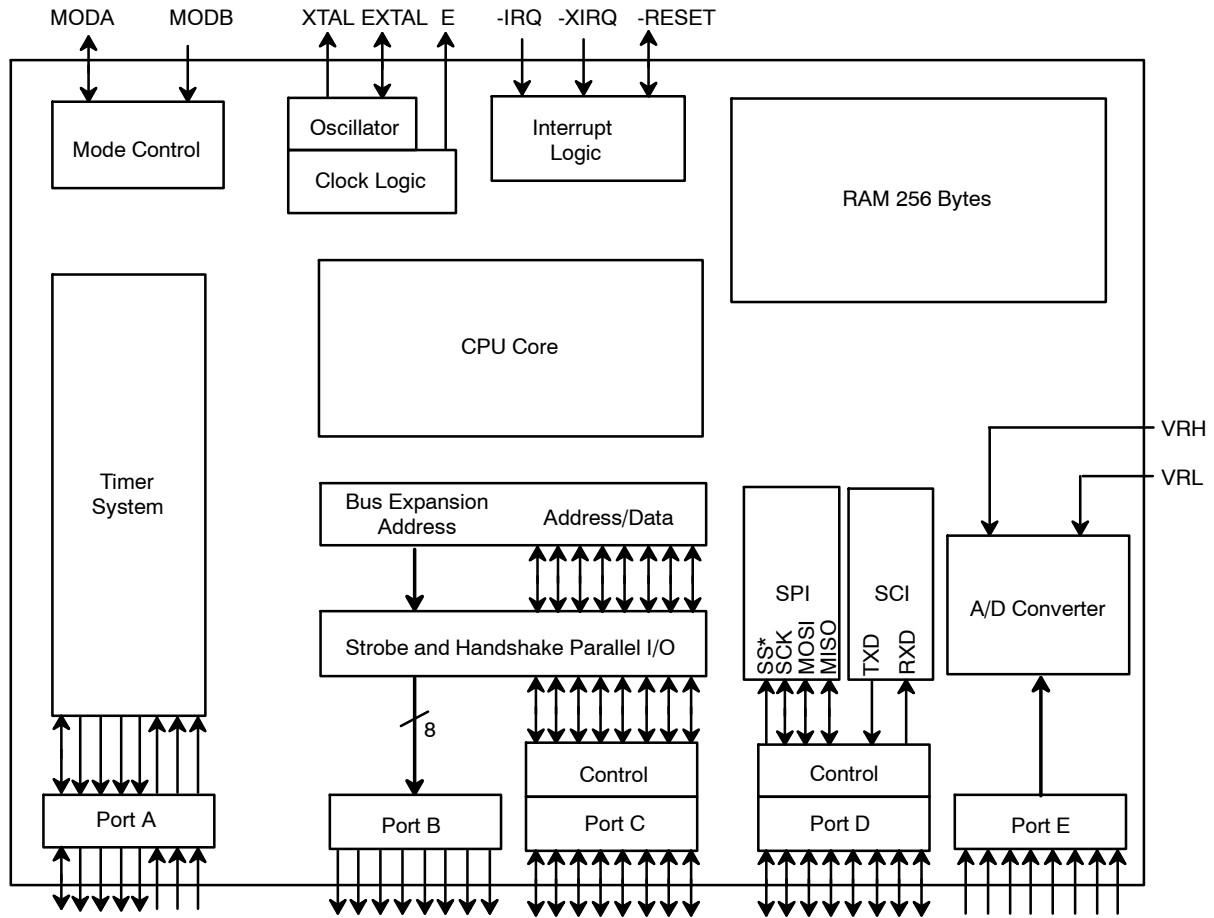 MODA MODB XTAL EXTAL E -IRQ -XIRQ -RESET
Mode Control
Oscillator
Clock Logic
Interrupt
Logic
RAM 256 Bytes
CPU Core
Timer
System
VRH
VRL
Bus Expansion
Address
Address/Data
Strobe and Handshake Parallel I/O
8
SPI
SS*
SCK
MOSI
MISO
SCI
TXD
RXD
A/D Converter
Control
Control
Port A
Port B
Port C
Port D
Port E